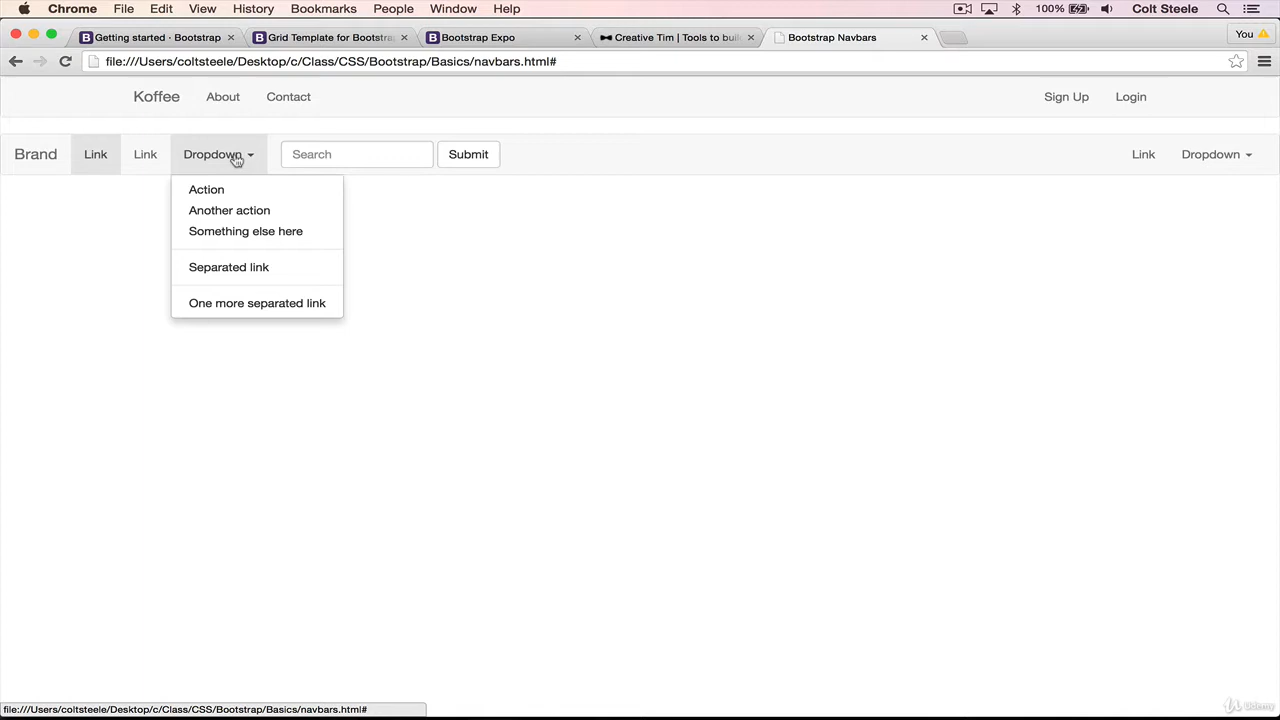 Chrome File Edit View History Bookmarks People Window Help 100% Colt Steele
Getting started · Bootstrap Grid Template for Bootstra Bootstrap Expo Creative Tim | Tools to buil Bootstrap Navbars You
file:///Users/coltsteele/Desktop/c/Class/CSS/Bootstrap/Basics/navbars.html#
Koffee About Contact Sign Up Login
Brand Link Link Dropdown Search Submit Link Dropdown
Action
Another action
Something else here
Separated link
One more separated link
file:///Users/coltsteele/Desktop/c/Class/CSS/Bootstrap/Basics/navbars.html#
Udemy